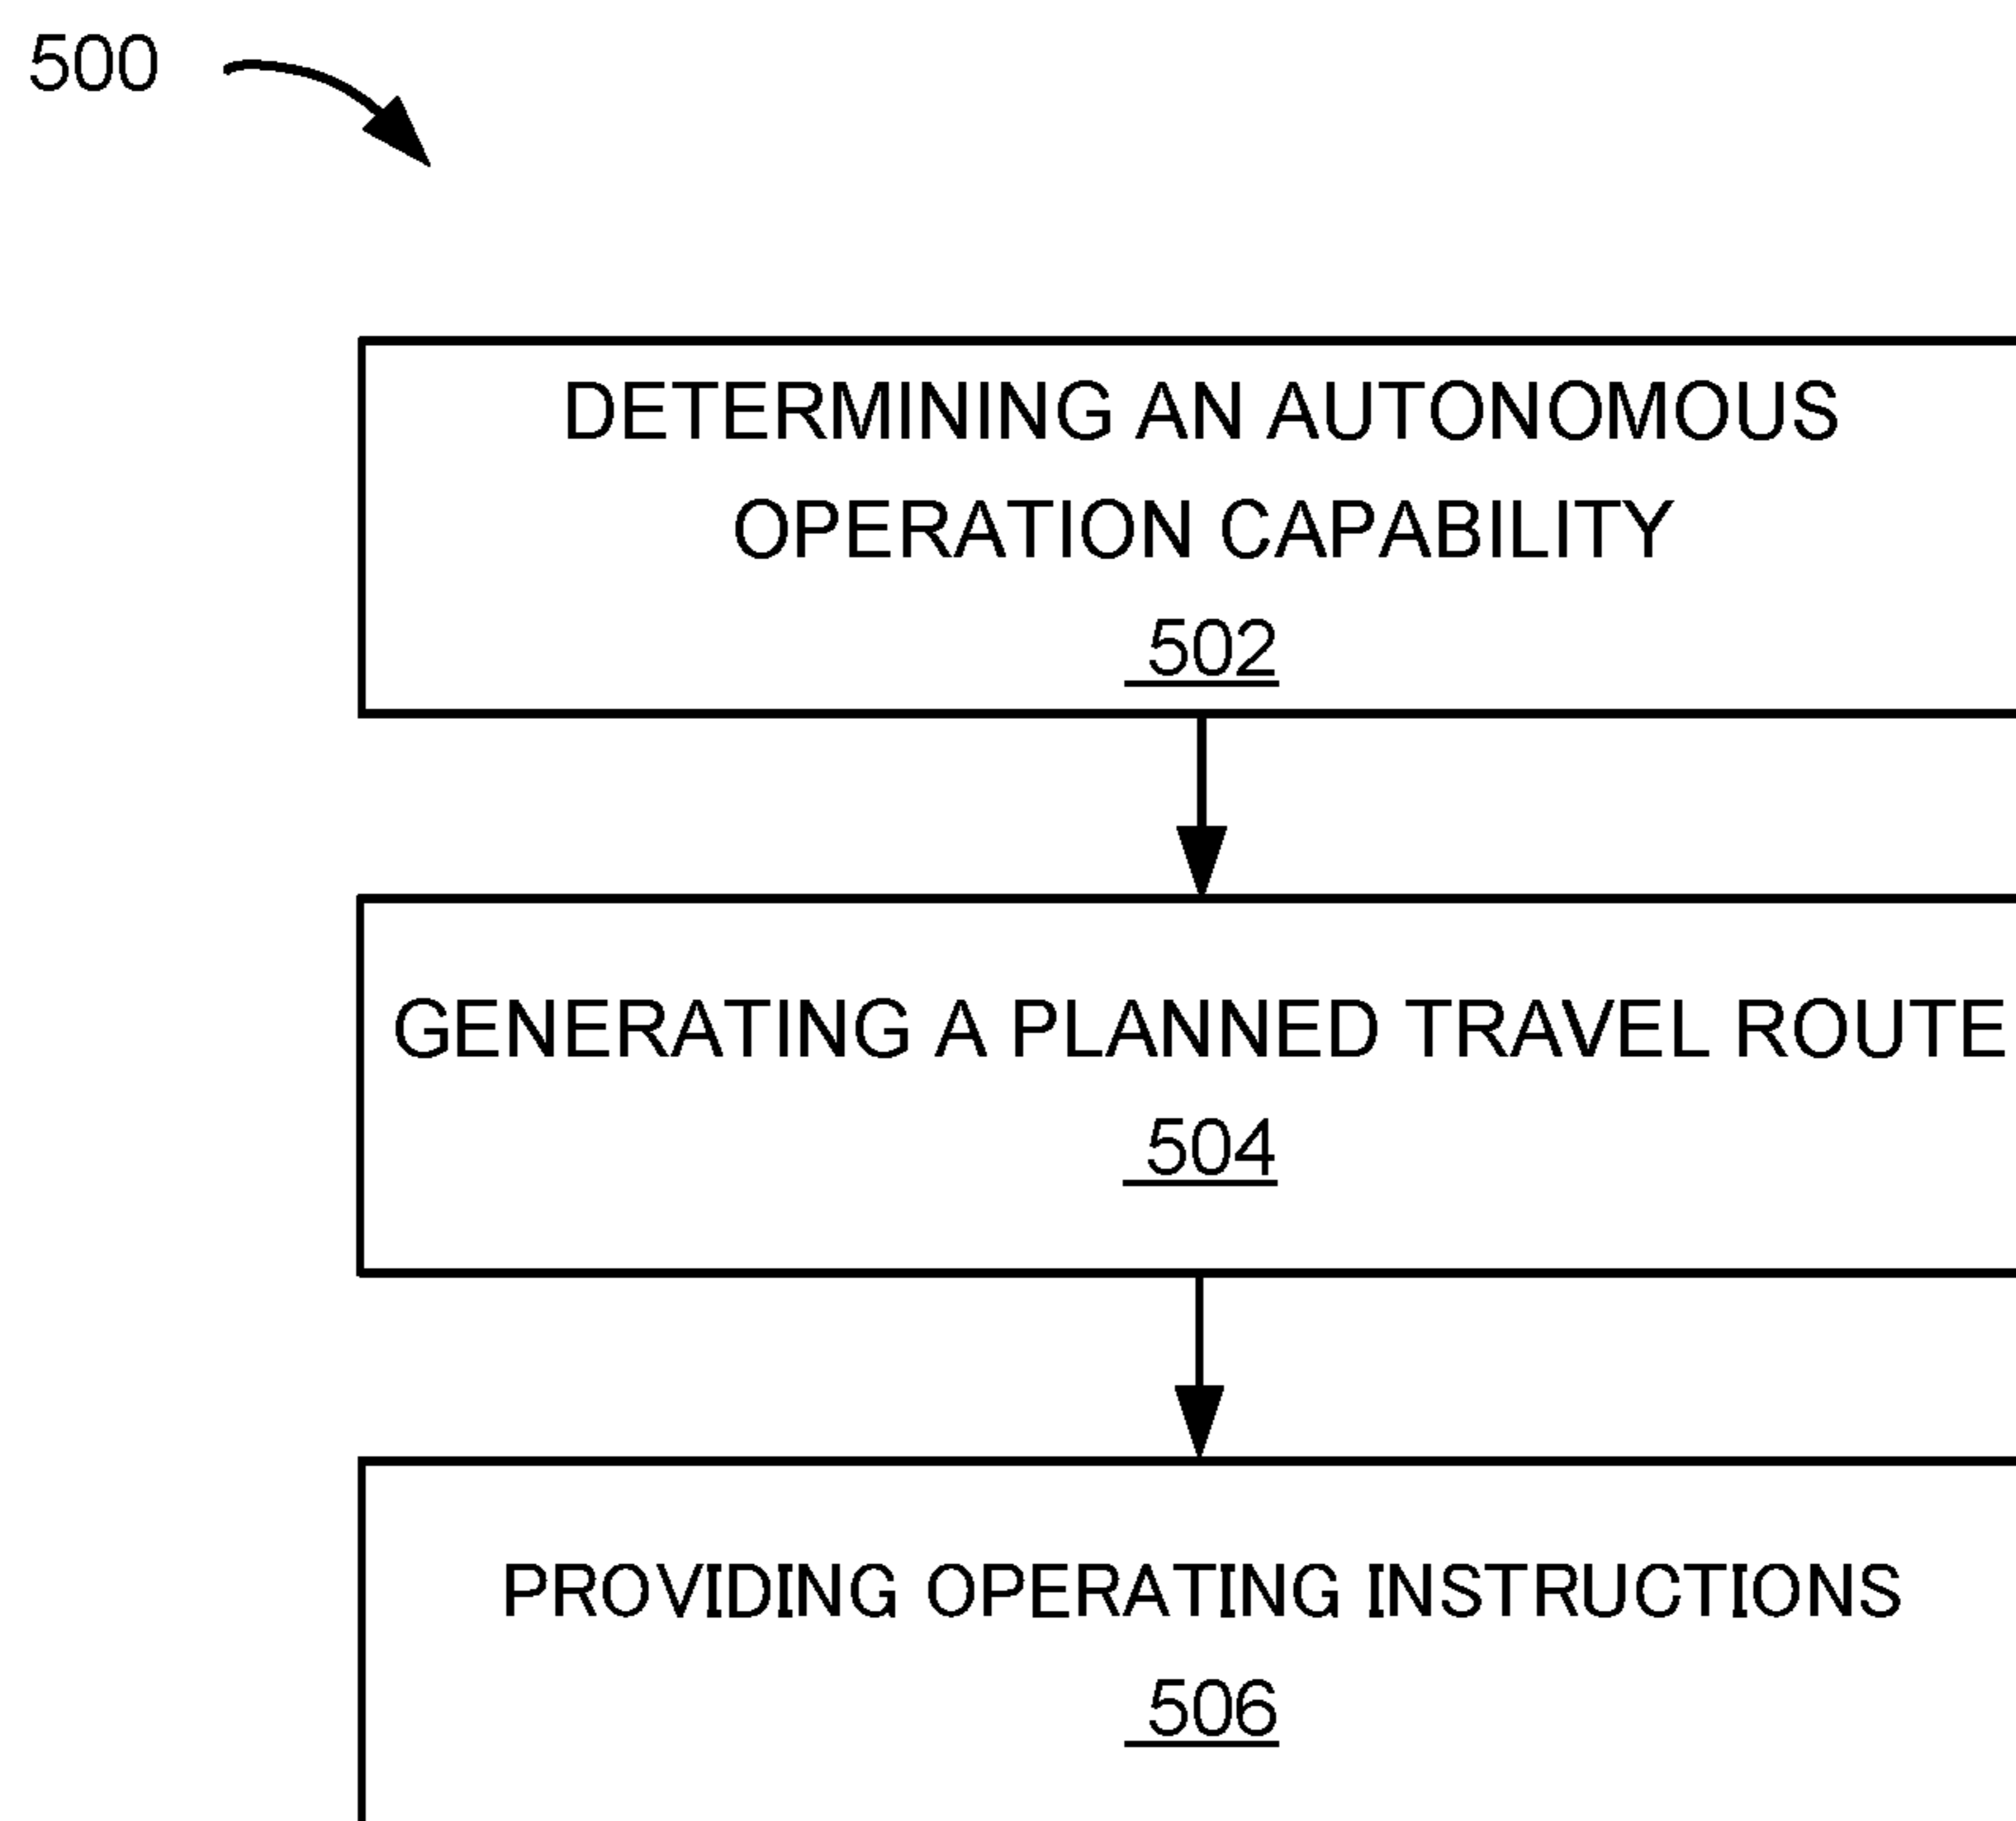 500
DETERMINING AN AUTONOMOUS
OPERATION CAPABILITY
502
GENERATING A PLANNED TRAVEL ROUTE
504
PROVIDING OPERATING INSTRUCTIONS
506